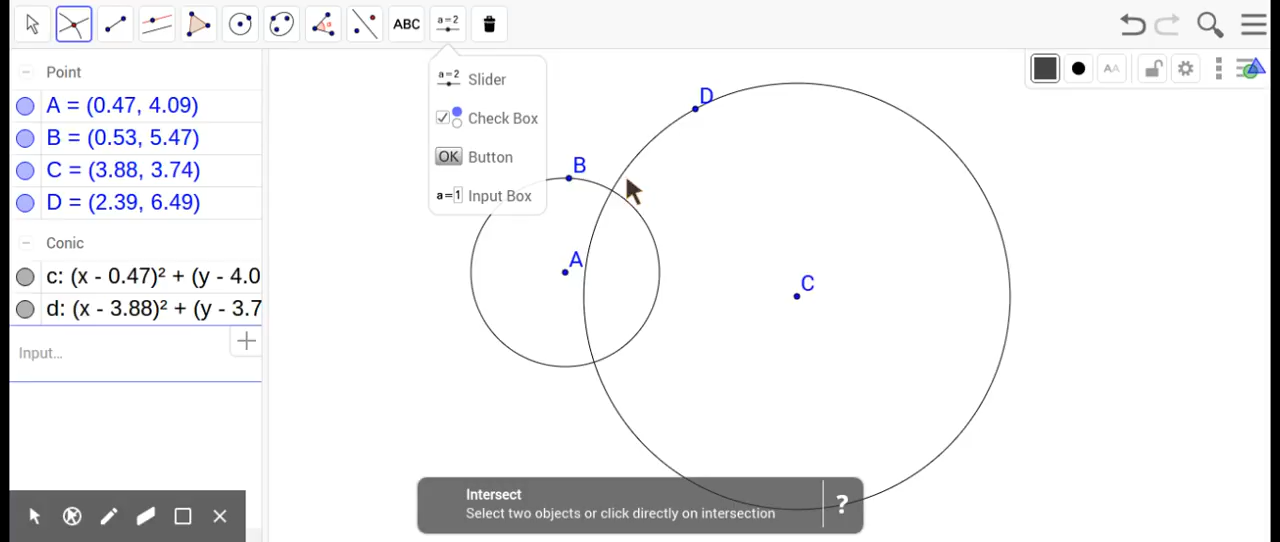 ABC
a=2
AA
a=2
Slider
Check Box
OK
Button
a=1
Input Box
Point
A = (0.47, 4.09)
B = (0.53, 5.47)
C = (3.88, 3.74)
D = (2.39, 6.49)
Conic
c: (x - 0.47)² + (y - 4.0
d: (x - 3.88)² + (y - 3.7
Input…
D
B
A
C
Intersect
Select two objects or click directly on intersection
?